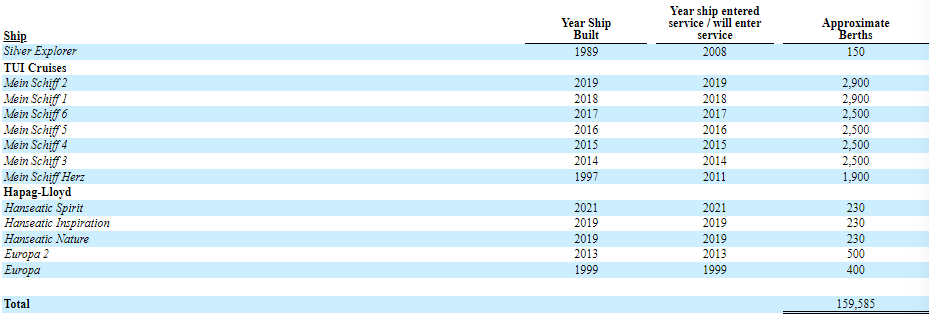 Ship Year Ship Built Year ship entered service / will enter service Approximate Berths
Silver Explorer 1989 2008 150
TUI Cruises
Mein Schiff 2 2019 2019 2,900
Mein Schiff 1 2018 2018 2,900
Mein Schiff 6 2017 2017 2,500
Mein Schiff 5 2016 2016 2,500
Mein Schiff 4 2015 2015 2,500
Mein Schiff 3 2014 2014 2,500
Mein Schiff Herz 1997 2011 1,900
Hapag-Lloyd
Hanseatic Spirit 2021 2021 230
Hanseatic Inspiration 2019 2019 230
Hanseatic Nature 2019 2019 230
Europa 2 2013 2013 500
Europa 1999 1999 400
Total 159,585